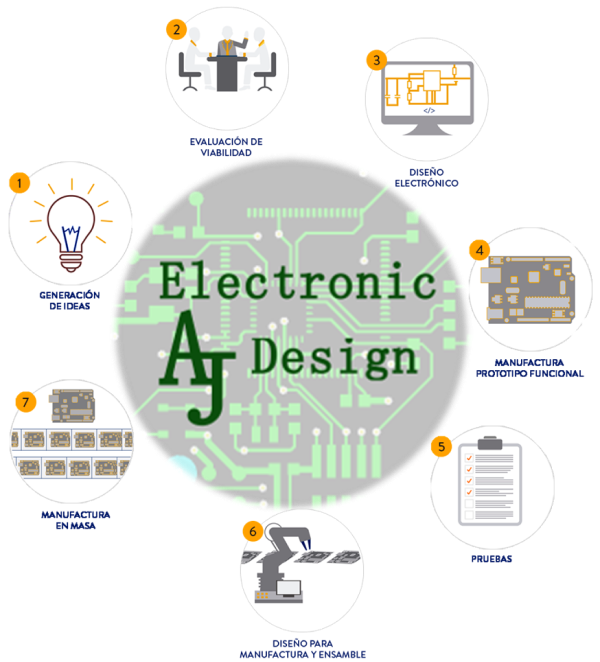 1
GENERACIÓN
DE IDEAS
2
EVALUACIÓN DE
VIABILIDAD
3
</>
DISEÑO
ELECTRÓNICO
4
MANUFACTURA
PROTOTIPO FUNCIONAL
5
PRUEBAS
6
DISEÑO PARA
MANUFACTURA Y ENSAMBLE
7
MANUFACTURA
EN MASA
Electronic
AJ Design